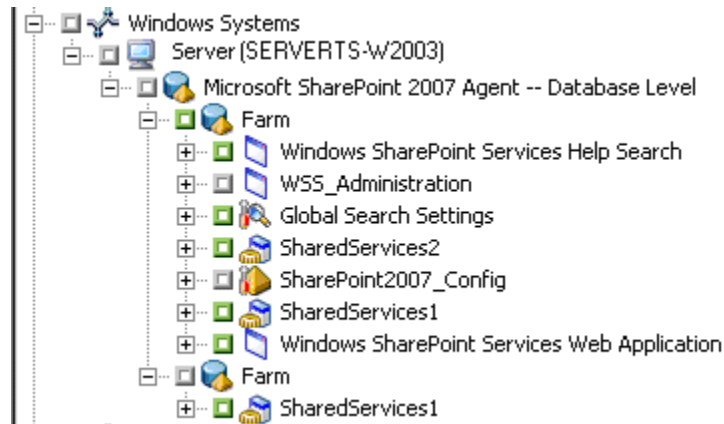 Windows Systems
Server(SERVERTS-W2003)
Microsoft SharePoint 2007 Agent -- Database Level
Farm
Windows SharePoint Services Help Search
WSS_Administration
Global Search Settings
SharedServices2
SharePoint2007_Config
SharedServices1
Windows SharePoint Services Web Application
Farm
SharedServices1